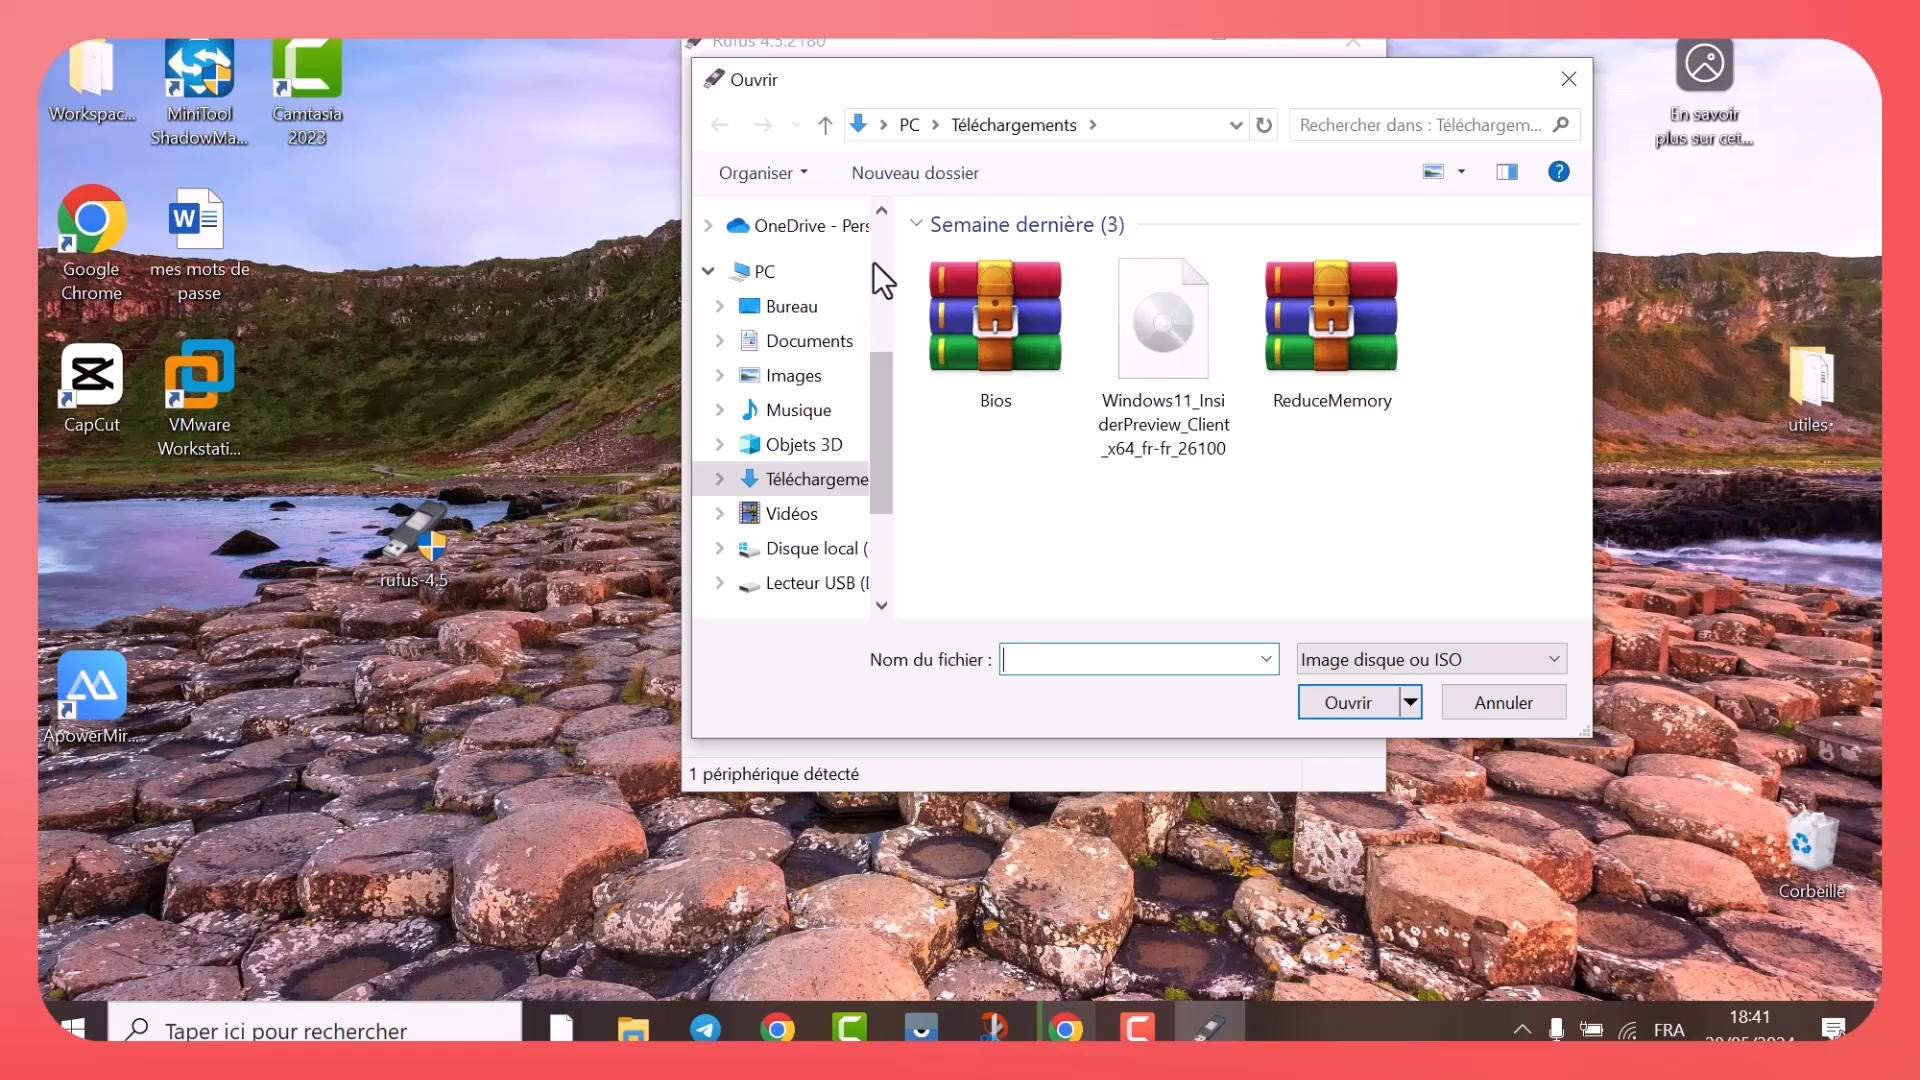 Rufus 4.5.2180
Ouvrir
PC
Téléchargements
Rechercher dans : Téléchargem...
Organiser
Nouveau dossier
OneDrive - Pers
PC
Bureau
Documents
Images
Musique
Objets 3D
Téléchargeme
Vidéos
Disque local (
Lecteur USB (
Semaine dernière (3)
Bios
Windows11_Insi
derPreview_Client
_x64_fr-fr_26100
ReduceMemory
Nom du fichier :
Image disque ou ISO
Ouvrir
Annuler
1 périphérique détecté
Workspac...
MiniTool
ShadowMa...
Camtasia
2023
Google
Chrome
mes mots de
passe
CapCut
VMware
Workstati...
rufus-4.5
ApowerMir...
En savoir
plus sur cet...
utiles
Corbeille
Taper ici pour rechercher
FRA
18:41